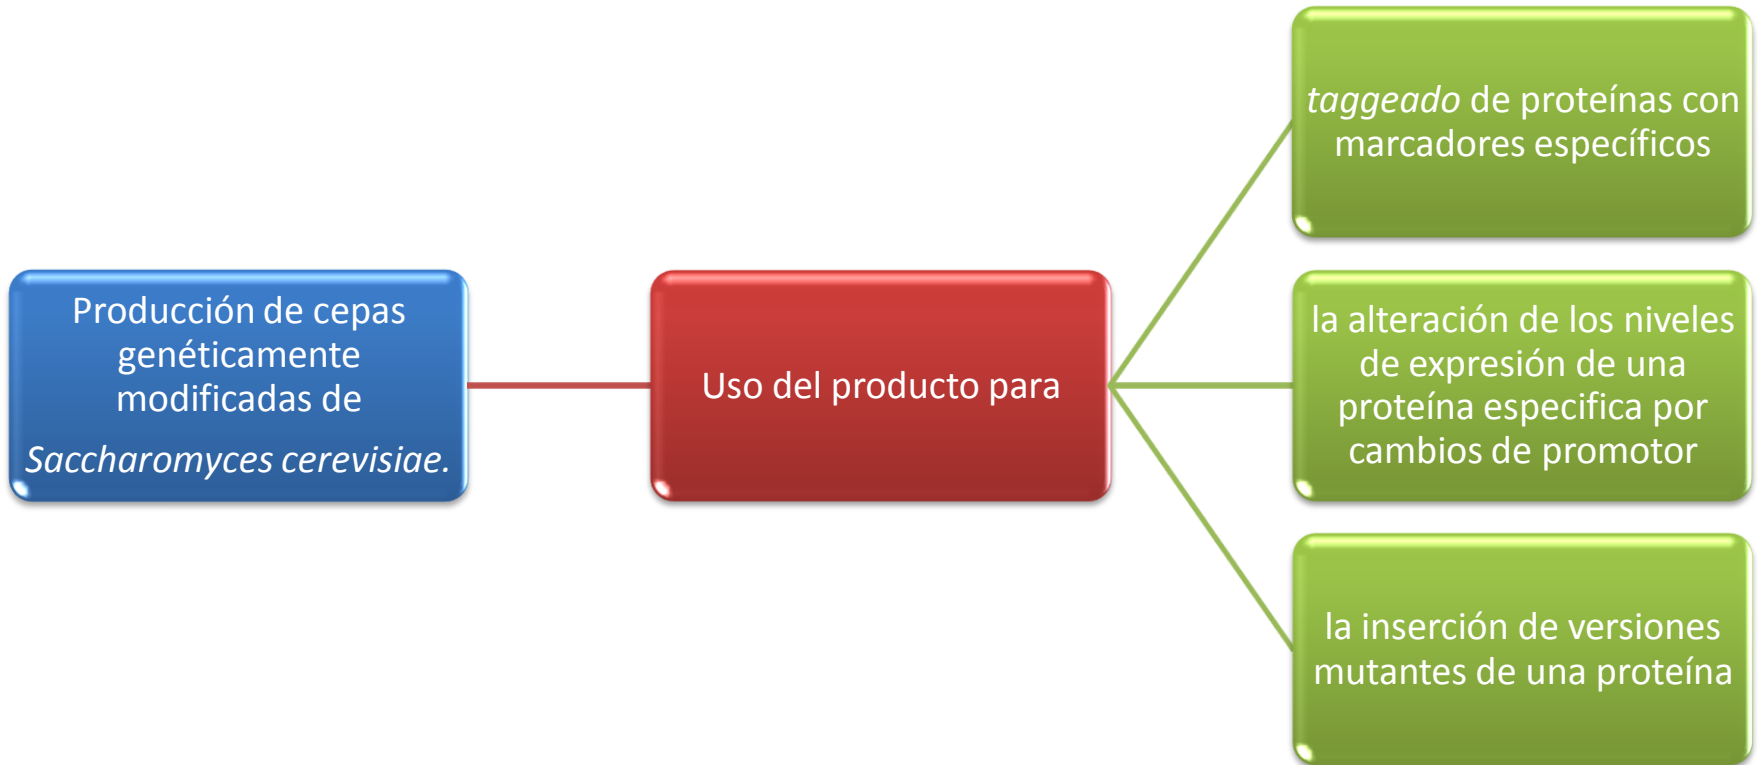 Producción de cepas
genéticamente
modificadas de
Saccharomyces cerevisiae.
Uso del producto para
taggeado de proteínas con
marcadores específicos
la alteración de los niveles
de expresión de una
proteína especifica por
cambios de promotor
la inserción de versiones
mutantes de una proteína